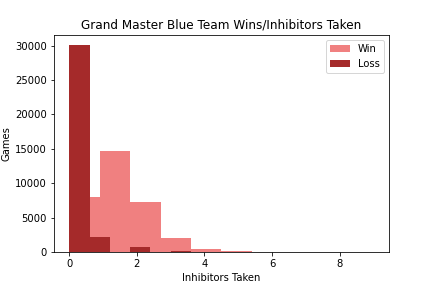 Grand Master Blue Team Wins/Inhibitors Taken
Win
Loss
30000
25000
20000
15000
10000
5000
0
Games
0 2 4 6 8
Inhibitors Taken